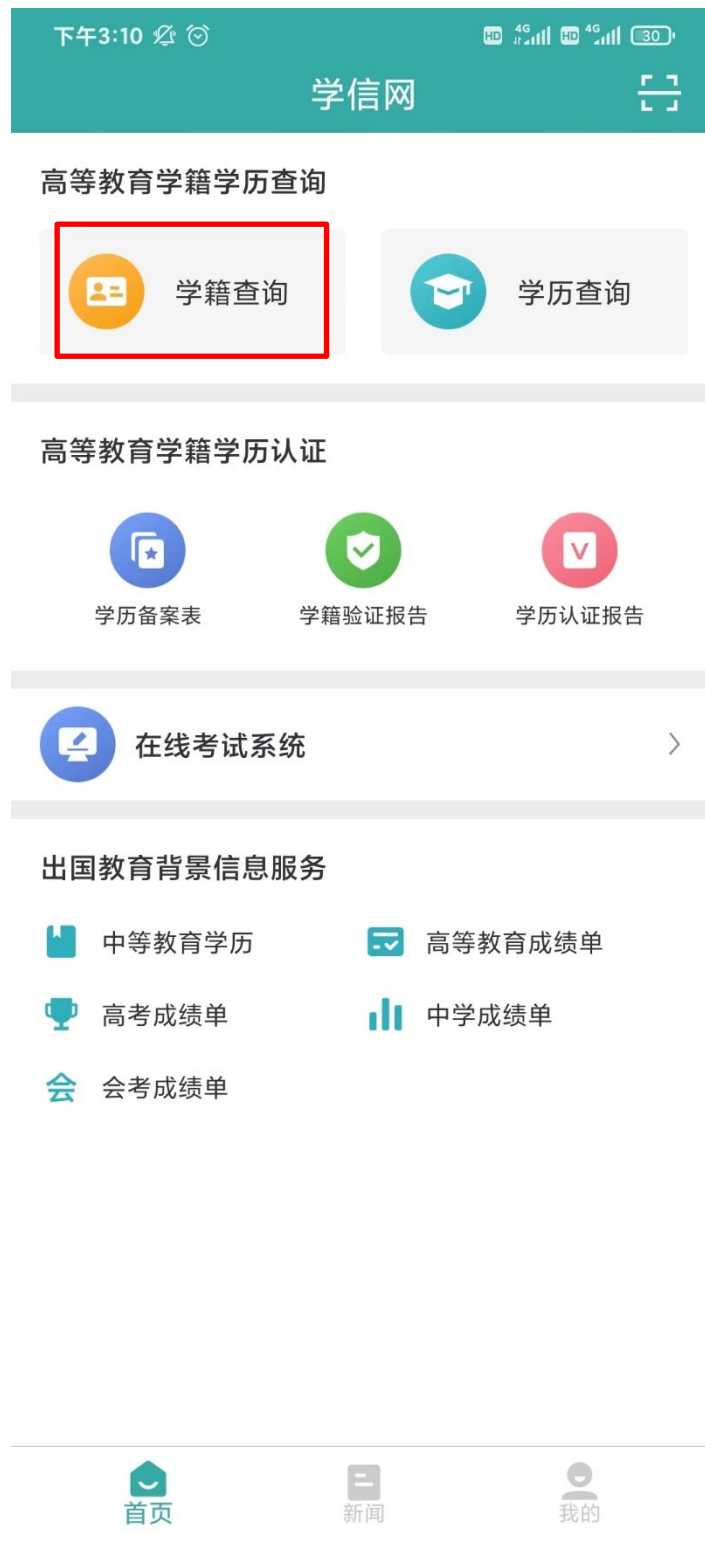 下午3:10 HD 4G HD 4G 30
学信网
高等教育学籍学历查询
学籍查询 学历查询
高等教育学籍学历认证
学历备案表 学籍验证报告 V 学历认证报告
在线考试系统
出国教育背景信息服务
中等教育学历 高等教育成绩单
高考成绩单 中学成绩单
会 会考成绩单
首页 新闻 我的